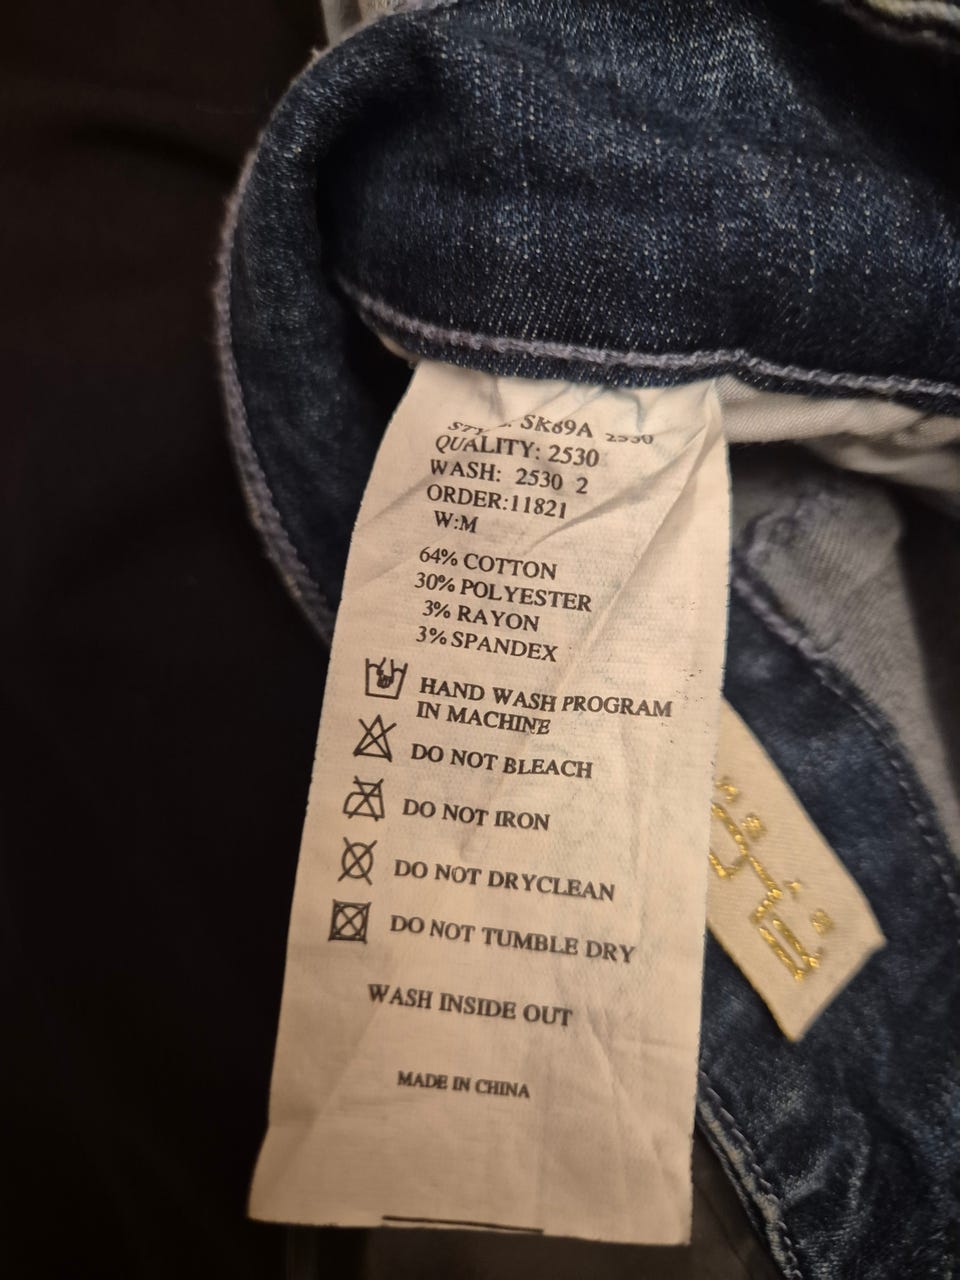 SK69A 2530
QUALITY: 2530
WASH: 2530 2
ORDER:11821
W:M
64% COTTON
30% POLYESTER
3% RAYON
3% SPANDEX
HAND WASH PROGRAM
IN MACHINE
DO NOT BLEACH
DO NOT IRON
DO NOT DRYCLEAN
DO NOT TUMBLE DRY
WASH INSIDE OUT
MADE IN CHINA